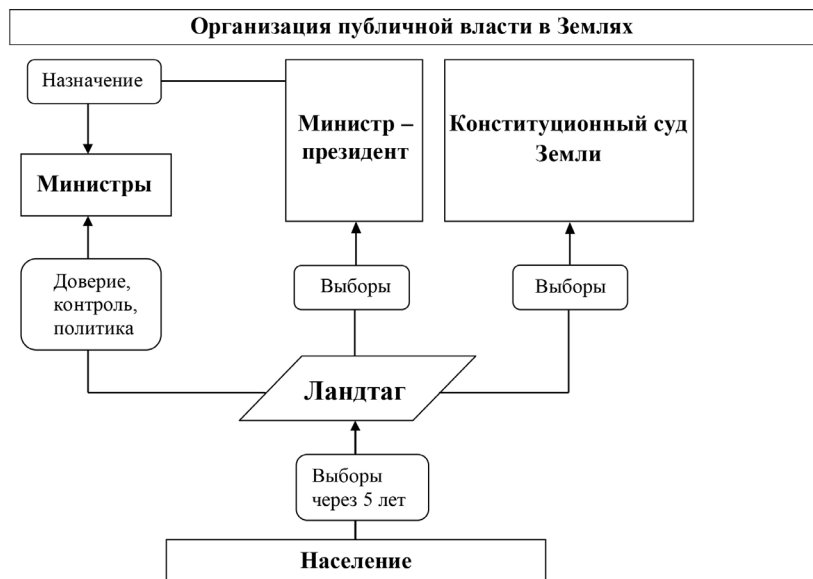 Организация публичной власти в Землях
Назначение
Министр –
президент
Конституционный суд
Земли
Министры
Доверие,
контроль,
политика
Выборы
Выборы
Ландтаг
Выборы
через 5 лет
Население